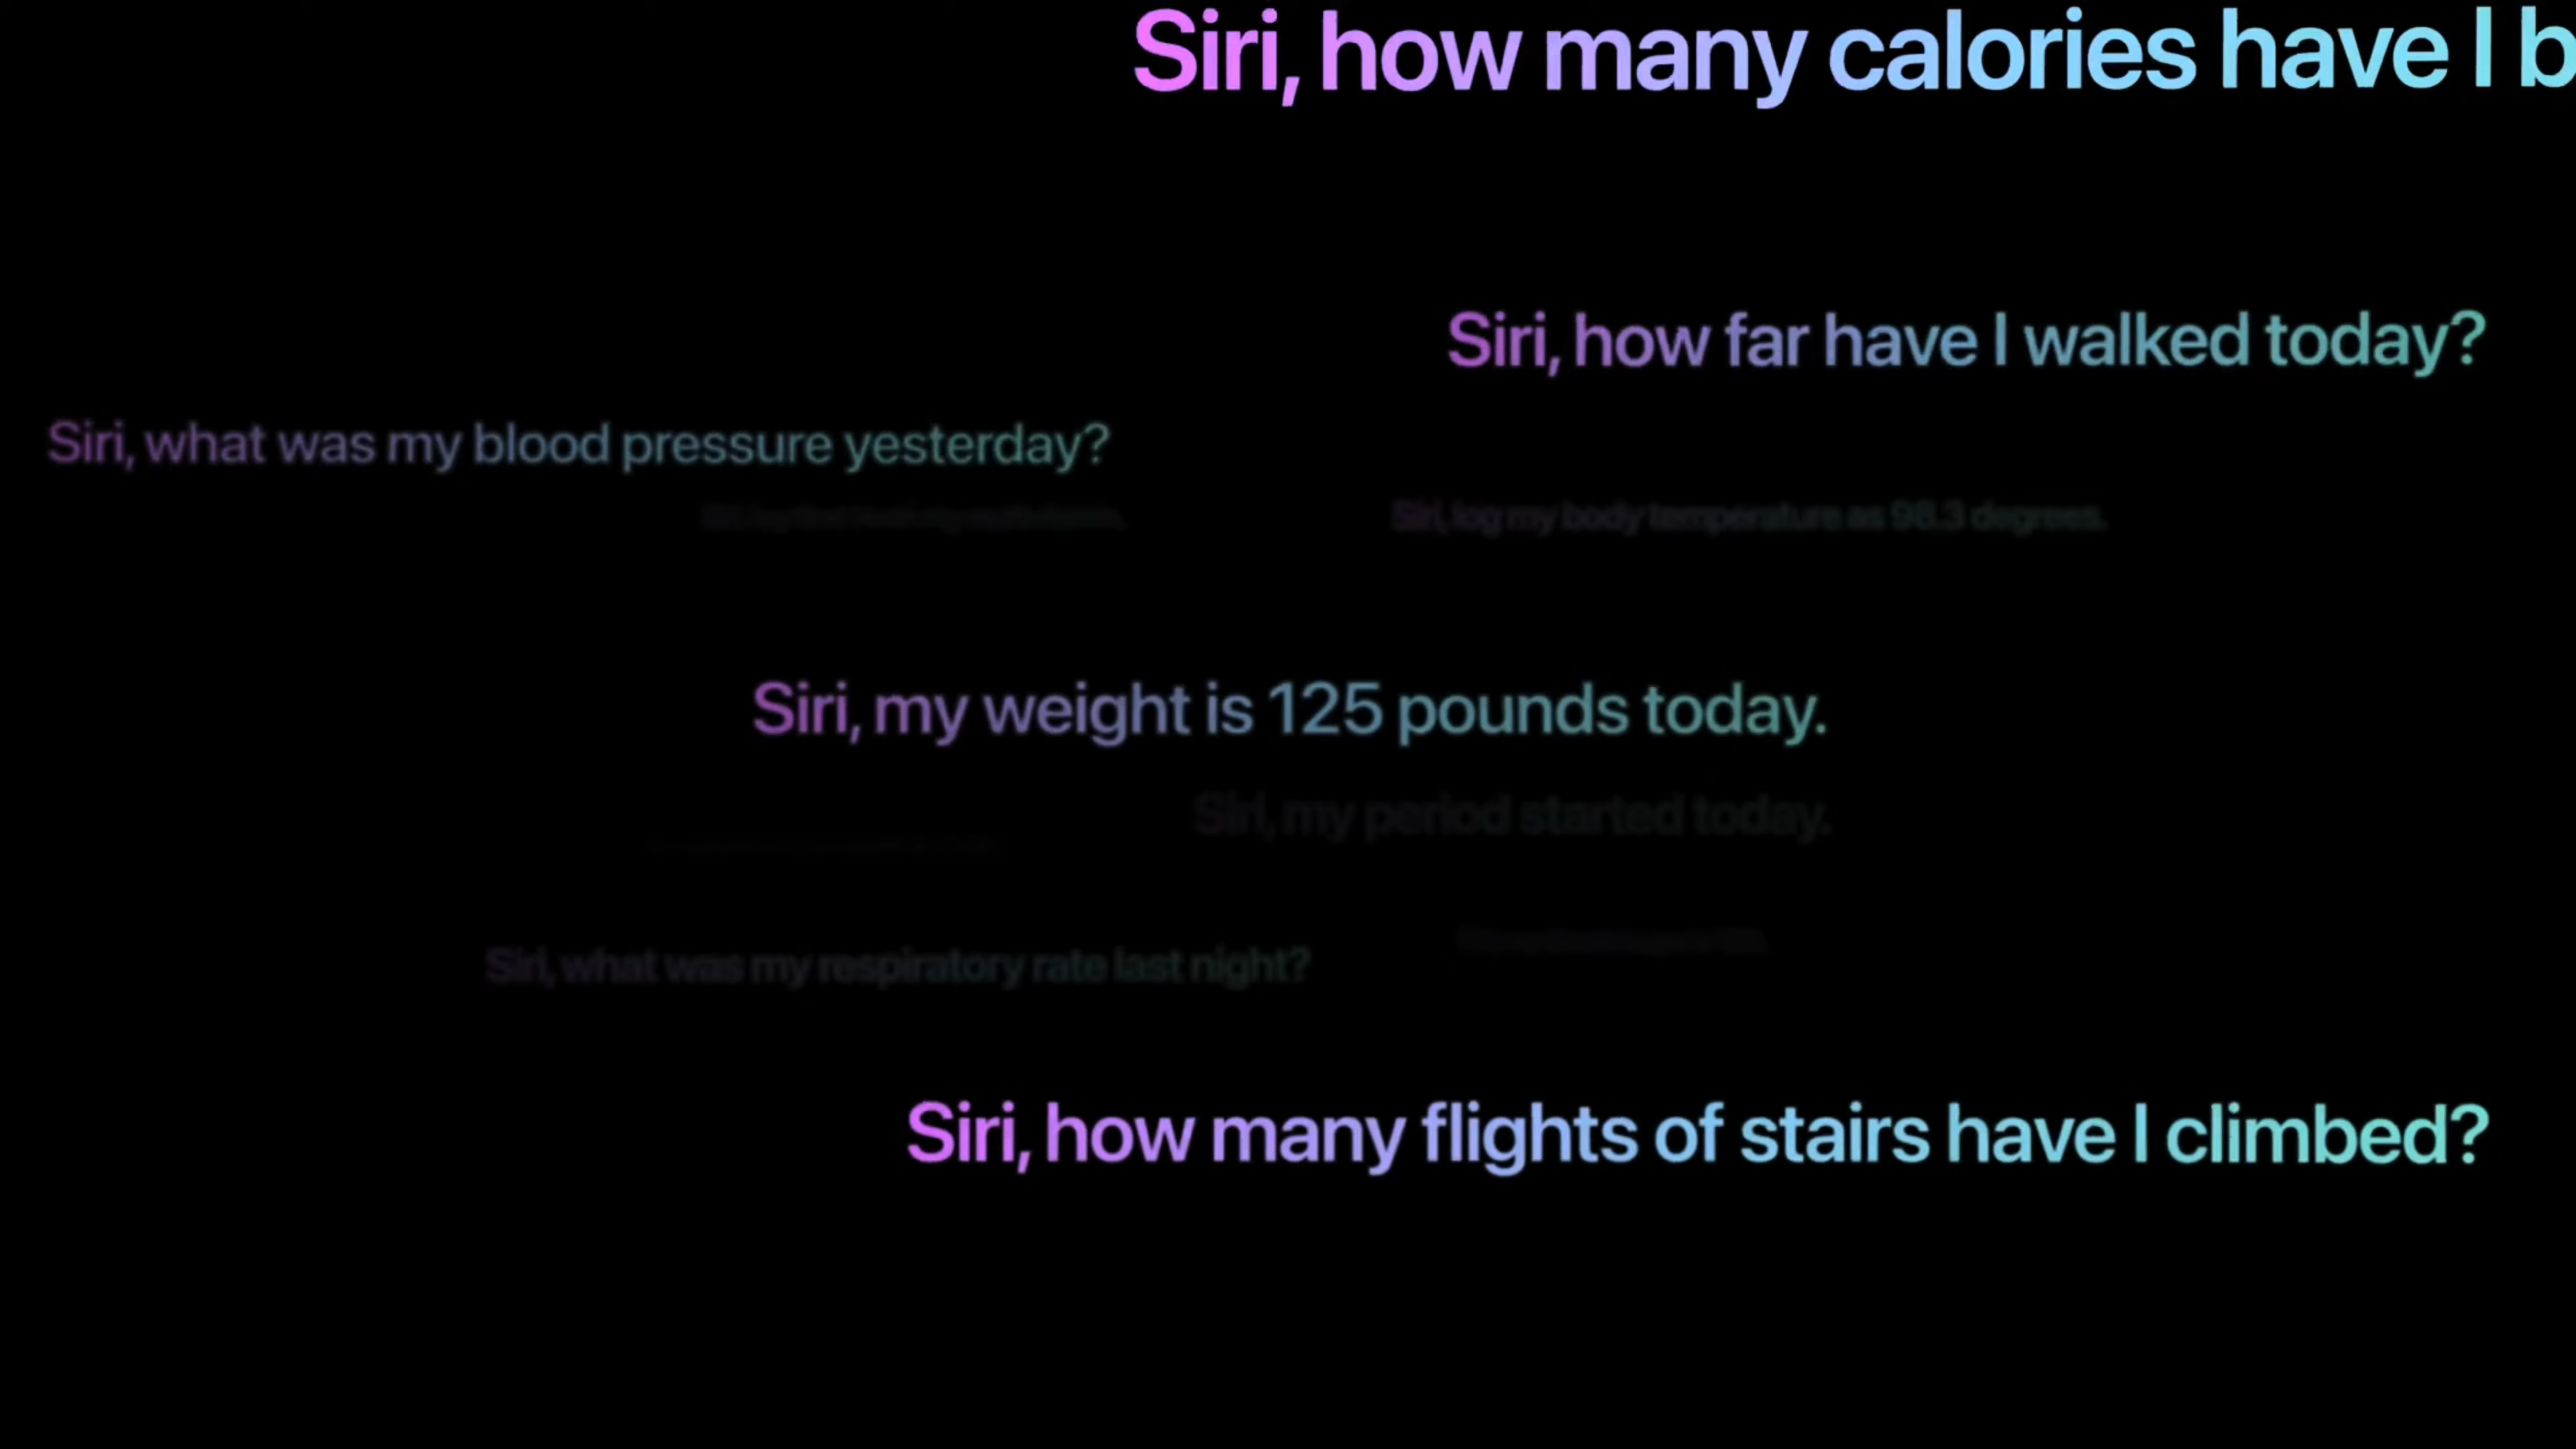 Siri, how many calories have I b
Siri, how far have I walked today?
Siri, what was my blood pressure yesterday?
Siri, log my body temperature as 98.3 degrees.
Siri, my weight is 125 pounds today.
Siri, my period started today.
Siri, what was my respiratory rate last night?
Siri, how many flights of stairs have I climbed?